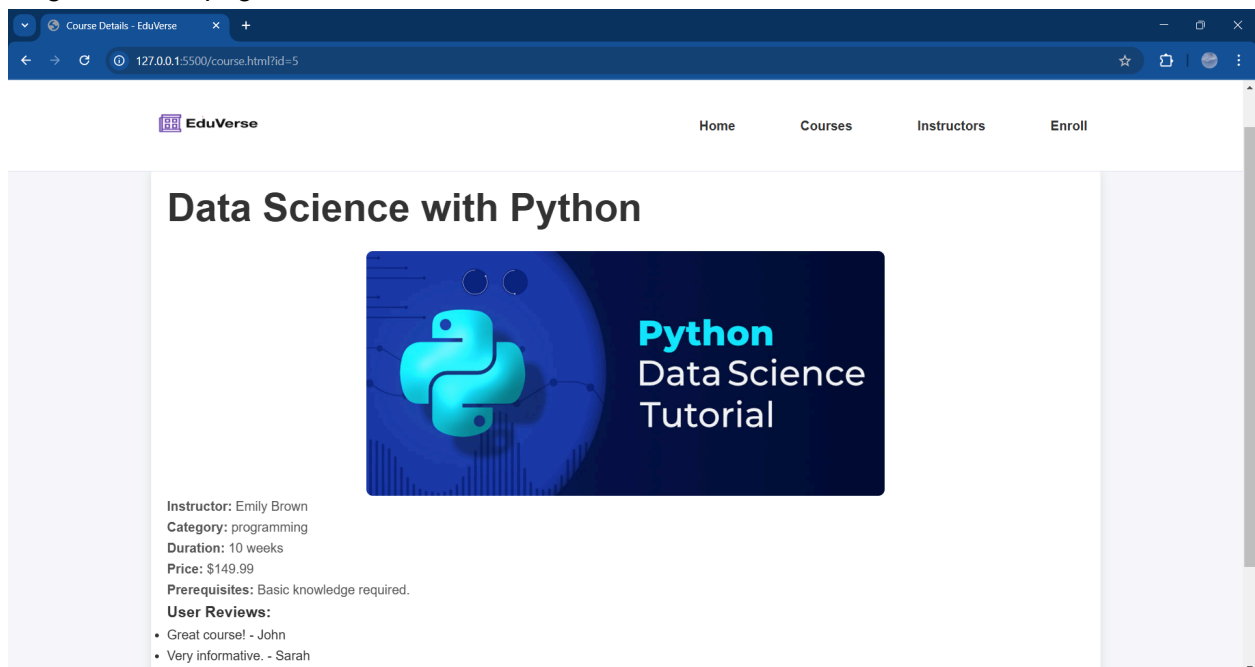 Course Details - EduVerse
127.0.0.1:5500/course.html?id=5
EduVerse
Home Courses Instructors Enroll
Data Science with Python
Python
Data Science
Tutorial
Instructor: Emily Brown
Category: programming
Duration: 10 weeks
Price: $149.99
Prerequisites: Basic knowledge required.
User Reviews:
• Great course! - John
• Very informative. - Sarah